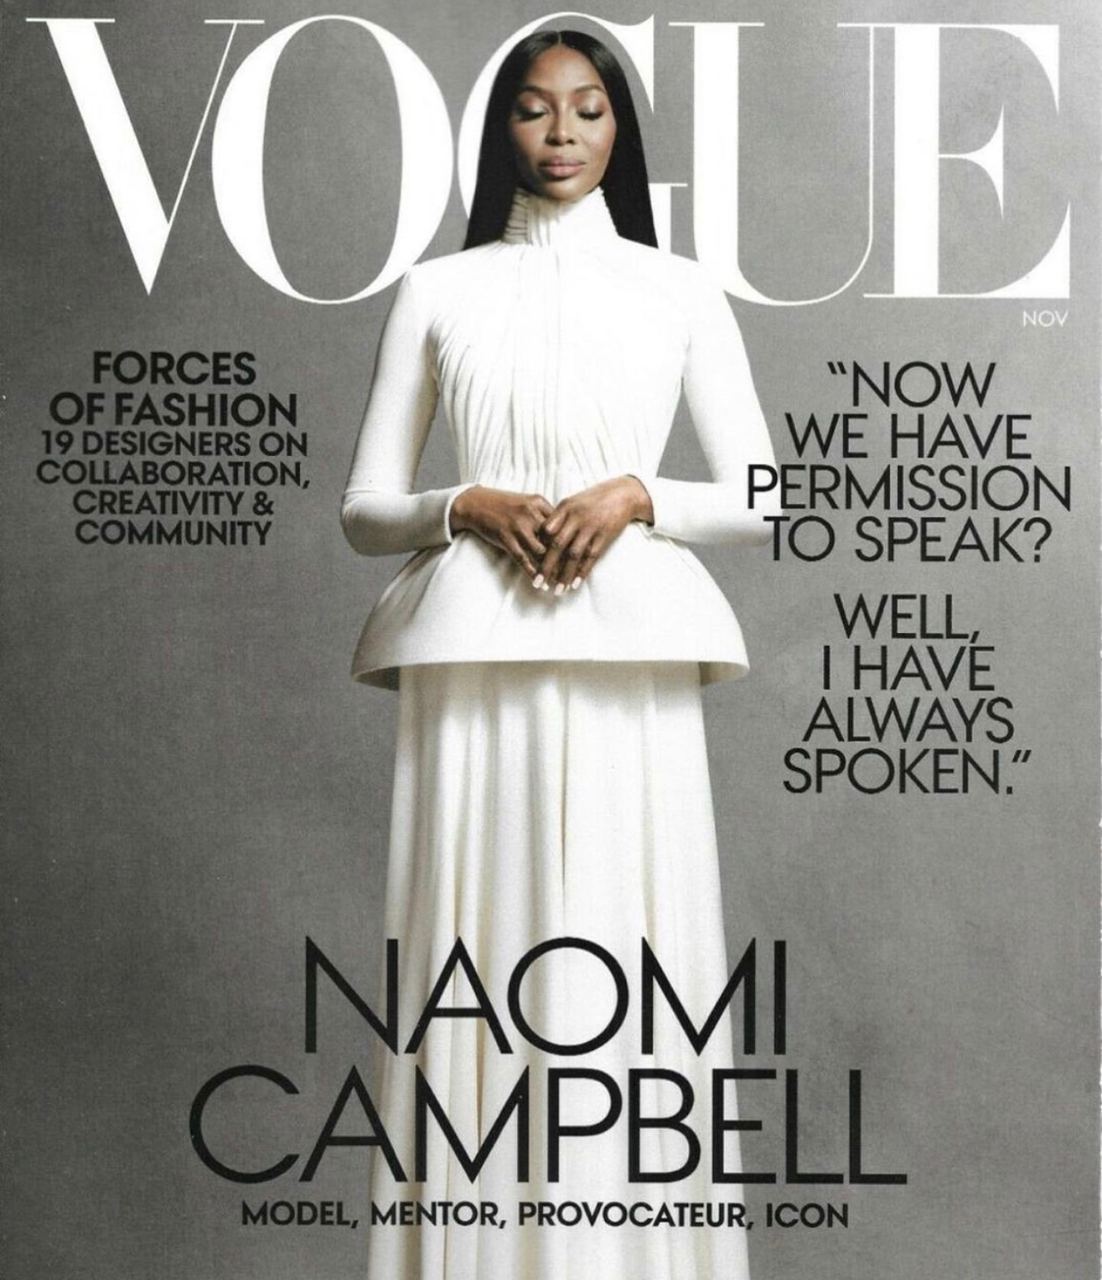 VOGUE
NOV
FORCES
OF FASHION
19 DESIGNERS ON
COLLABORATION,
CREATIVITY &
COMMUNITY
“NOW
WE HAVE
PERMISSION
TO SPEAK?
WELL,
I HAVE
ALWAYS
SPOKEN.”
NAOMI
CAMPBELL
MODEL, MENTOR, PROVOCATEUR, ICON